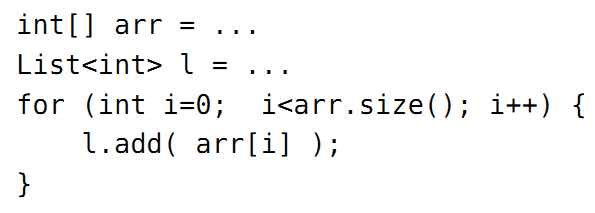 int[] arr = ...
List<int> l = ...
for (int i=0;  i<arr.size(); i++) {
    l.add( arr[i] );
}